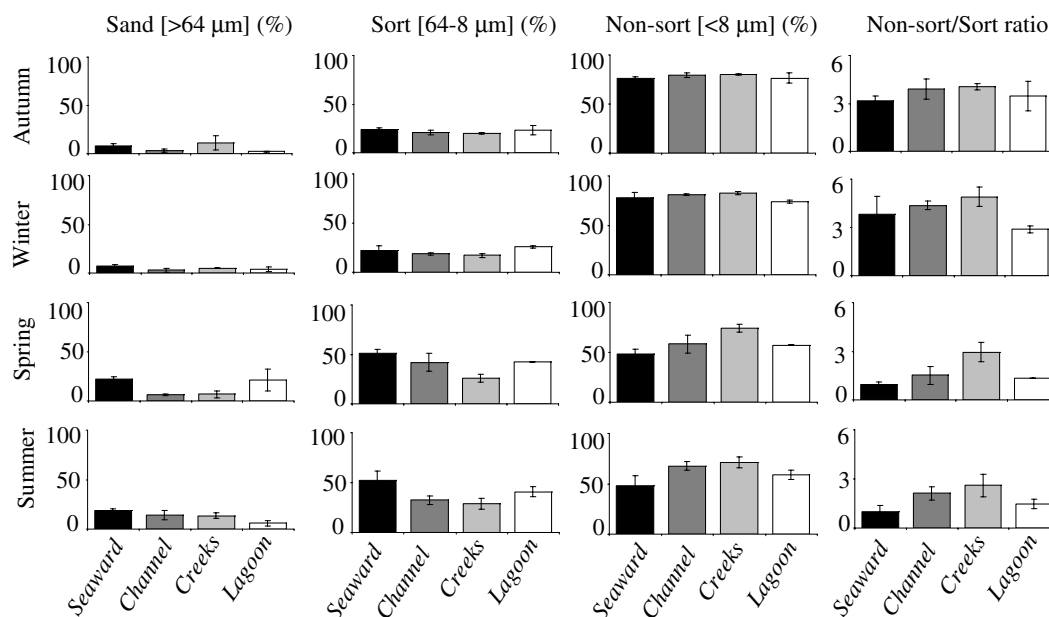 Sand [>64 μm] (%) Sort [64-8 μm] (%) Non-sort [<8 μm] (%) Non-sort/Sort ratio
Autumn
100 50 0 100 50 0 100 50 0 6 3 0
Winter
100 50 0 100 50 0 100 50 0 6 3 0
Spring
100 50 0 100 50 0 100 50 0 6 3 0
Summer
100 50 0 100 50 0 100 50 0 6 3 0
Seaward Channel Creeks Lagoon Seaward Channel Creeks Lagoon Seaward Channel Creeks Lagoon Seaward Channel Creeks Lagoon